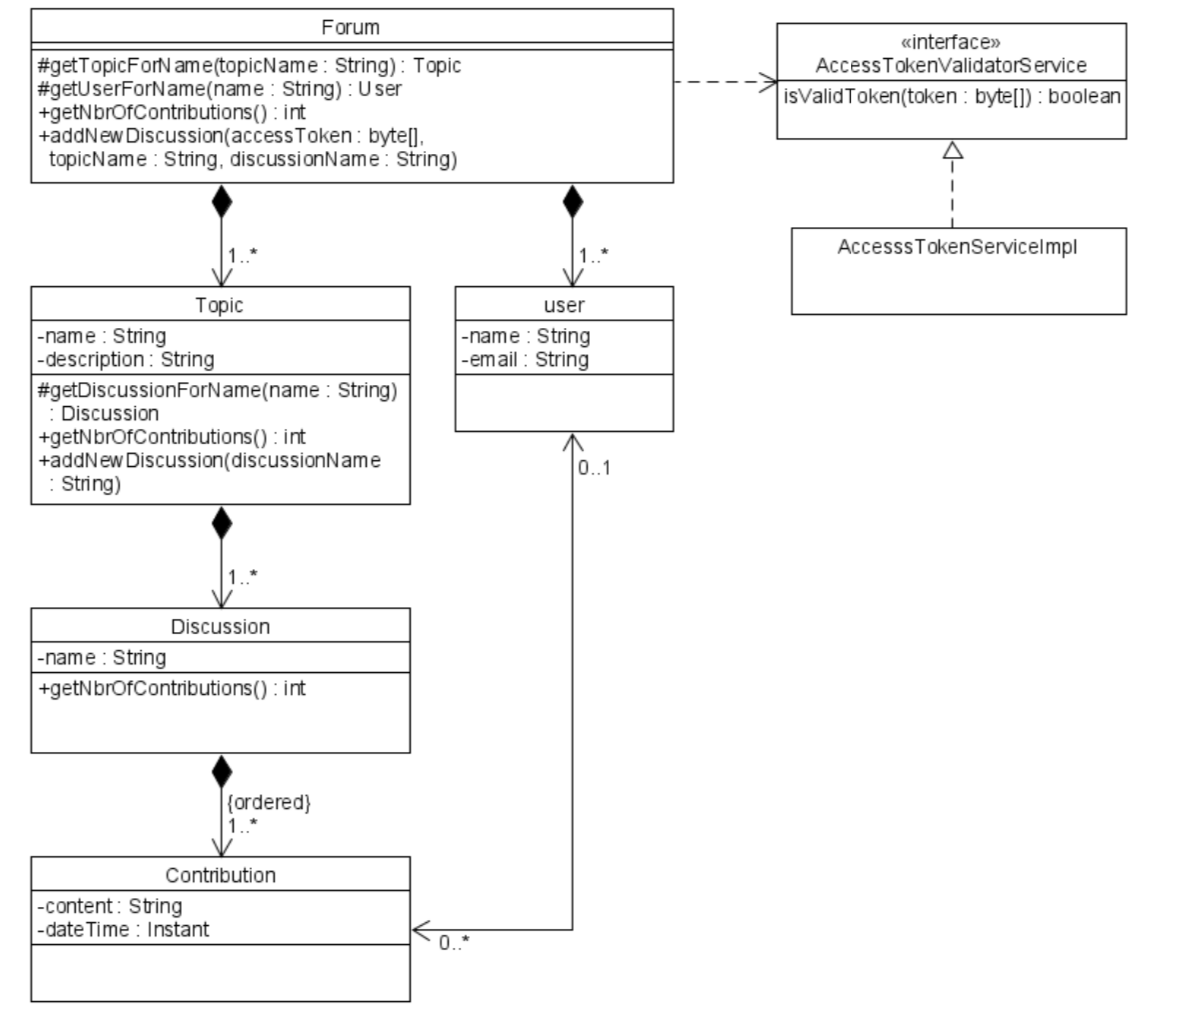 Forum
#getTopicForName(topicName : String) : Topic
#getUserForName(name : String) : User
+getNbrOfContributions() : int
+addNewDiscussion(accessToken : byte[],
topicName : String, discussionName : String)
«interface»
AccessTokenValidatorService
isValidToken(token : byte[]) : boolean
AccesssTokenServiceImpl
1..*
1..*
Topic
-name : String
-description : String
#getDiscussionForName(name : String)
: Discussion
+getNbrOfContributions() : int
+addNewDiscussion(discussionName
: String)
user
-name : String
-email : String
0..1
1..*
Discussion
-name : String
+getNbrOfContributions() : int
{ordered}
1..*
Contribution
-content : String
-dateTime : Instant
0..*